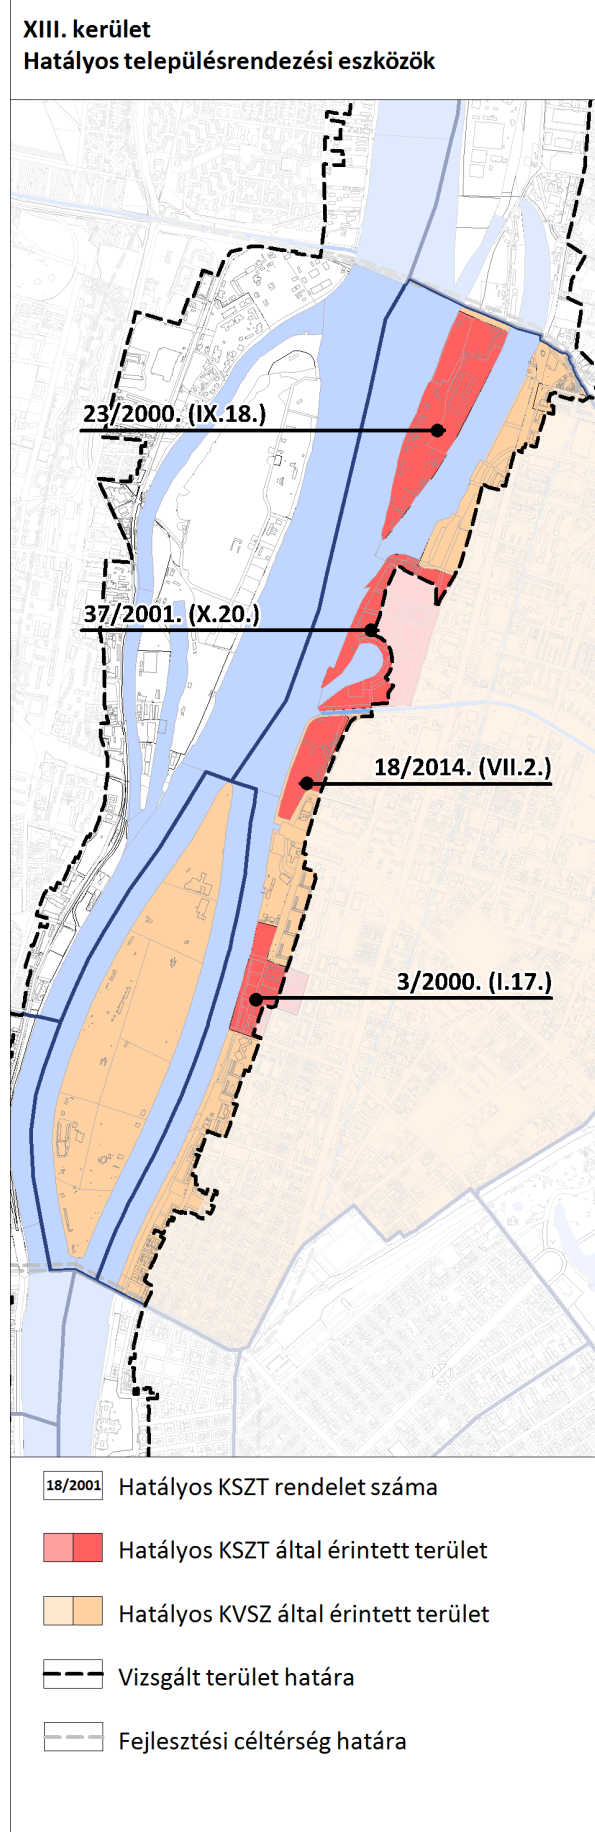 XIII. kerület
Hatályos településrendezési eszközök
23/2000. (IX.18.)
37/2001. (X.20.)
18/2014. (VII.2.)
3/2000. (I.17.)
18/2001 Hatályos KSZT rendelet száma
Hatályos KSZT által érintett terület
Hatályos KVSZ által érintett terület
Vizsgált terület határa
Fejlesztési céltérség határa